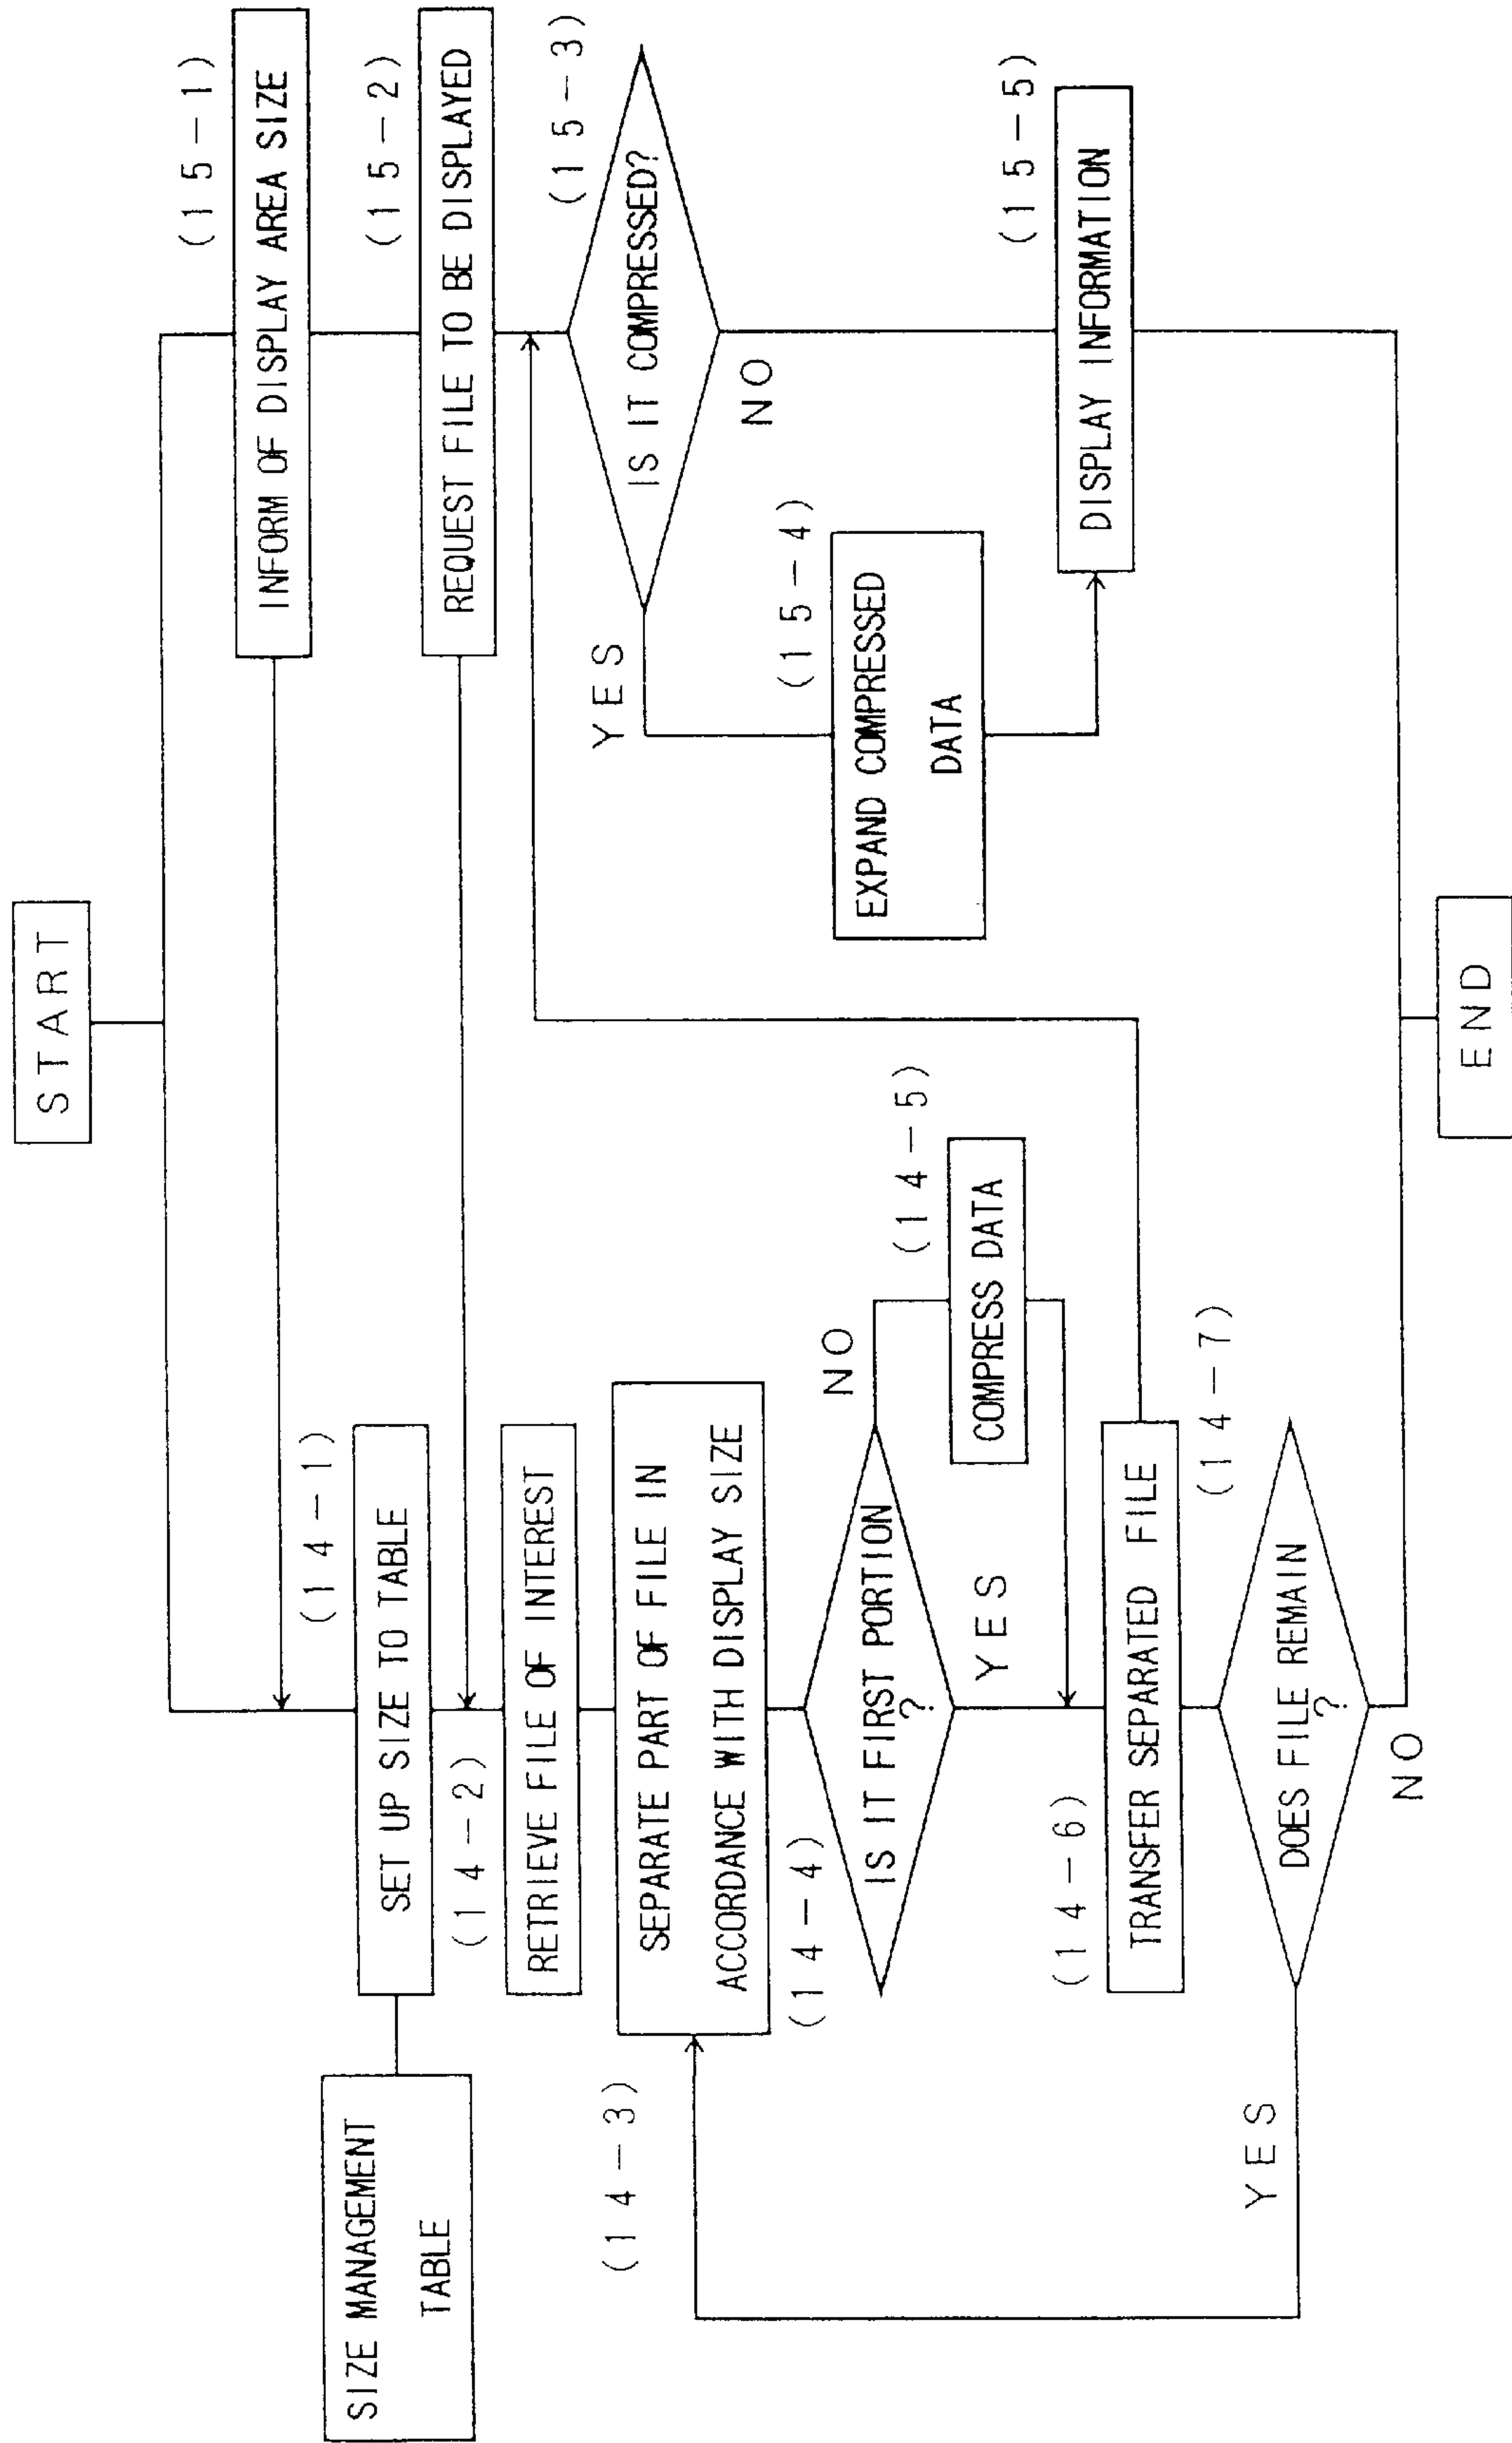 START
(15-1)
INFORM OF DISPLAY AREA SIZE
(14-1)
SIZE MANAGEMENT
TABLE
SET UP SIZE TO TABLE
(15-2)
REQUEST FILE TO BE DISPLAYED
(14-2)
RETRIEVE FILE OF INTEREST
(15-3)
IS IT COMPRESSED?
YES
NO
(14-3)
SEPARATE PART OF FILE IN
ACCORDANCE WITH DISPLAY SIZE
(14-4)
IS IT FIRST PORTION
?
NO
YES
(15-4)
EXPAND COMPRESSED
DATA
(14-5)
COMPRESS DATA
(15-5)
DISPLAY INFORMATION
(14-6)
TRANSFER SEPARATED FILE
(14-7)
DOES FILE REMAIN
?
YES
NO
END